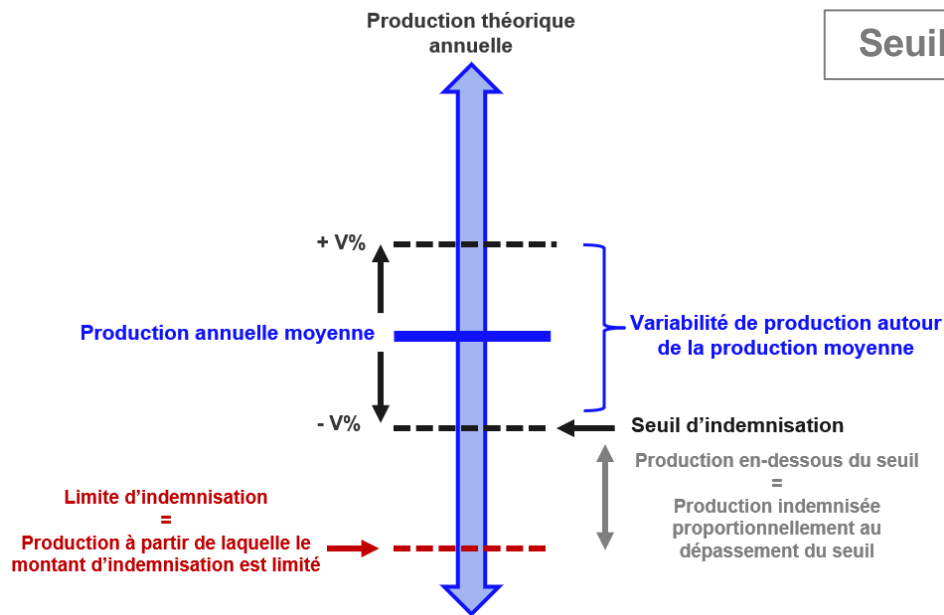 Production théorique
annuelle
Seuil
+ V%
Production annuelle moyenne
Variabilité de production autour
de la production moyenne
- V%
Seuil d'indemnisation
Production en-dessous du seuil
=
Production indemnisée
proportionnellement au
dépassement du seuil
Limite d'indemnisation
=
Production à partir de laquelle le
montant d'indemnisation est limité